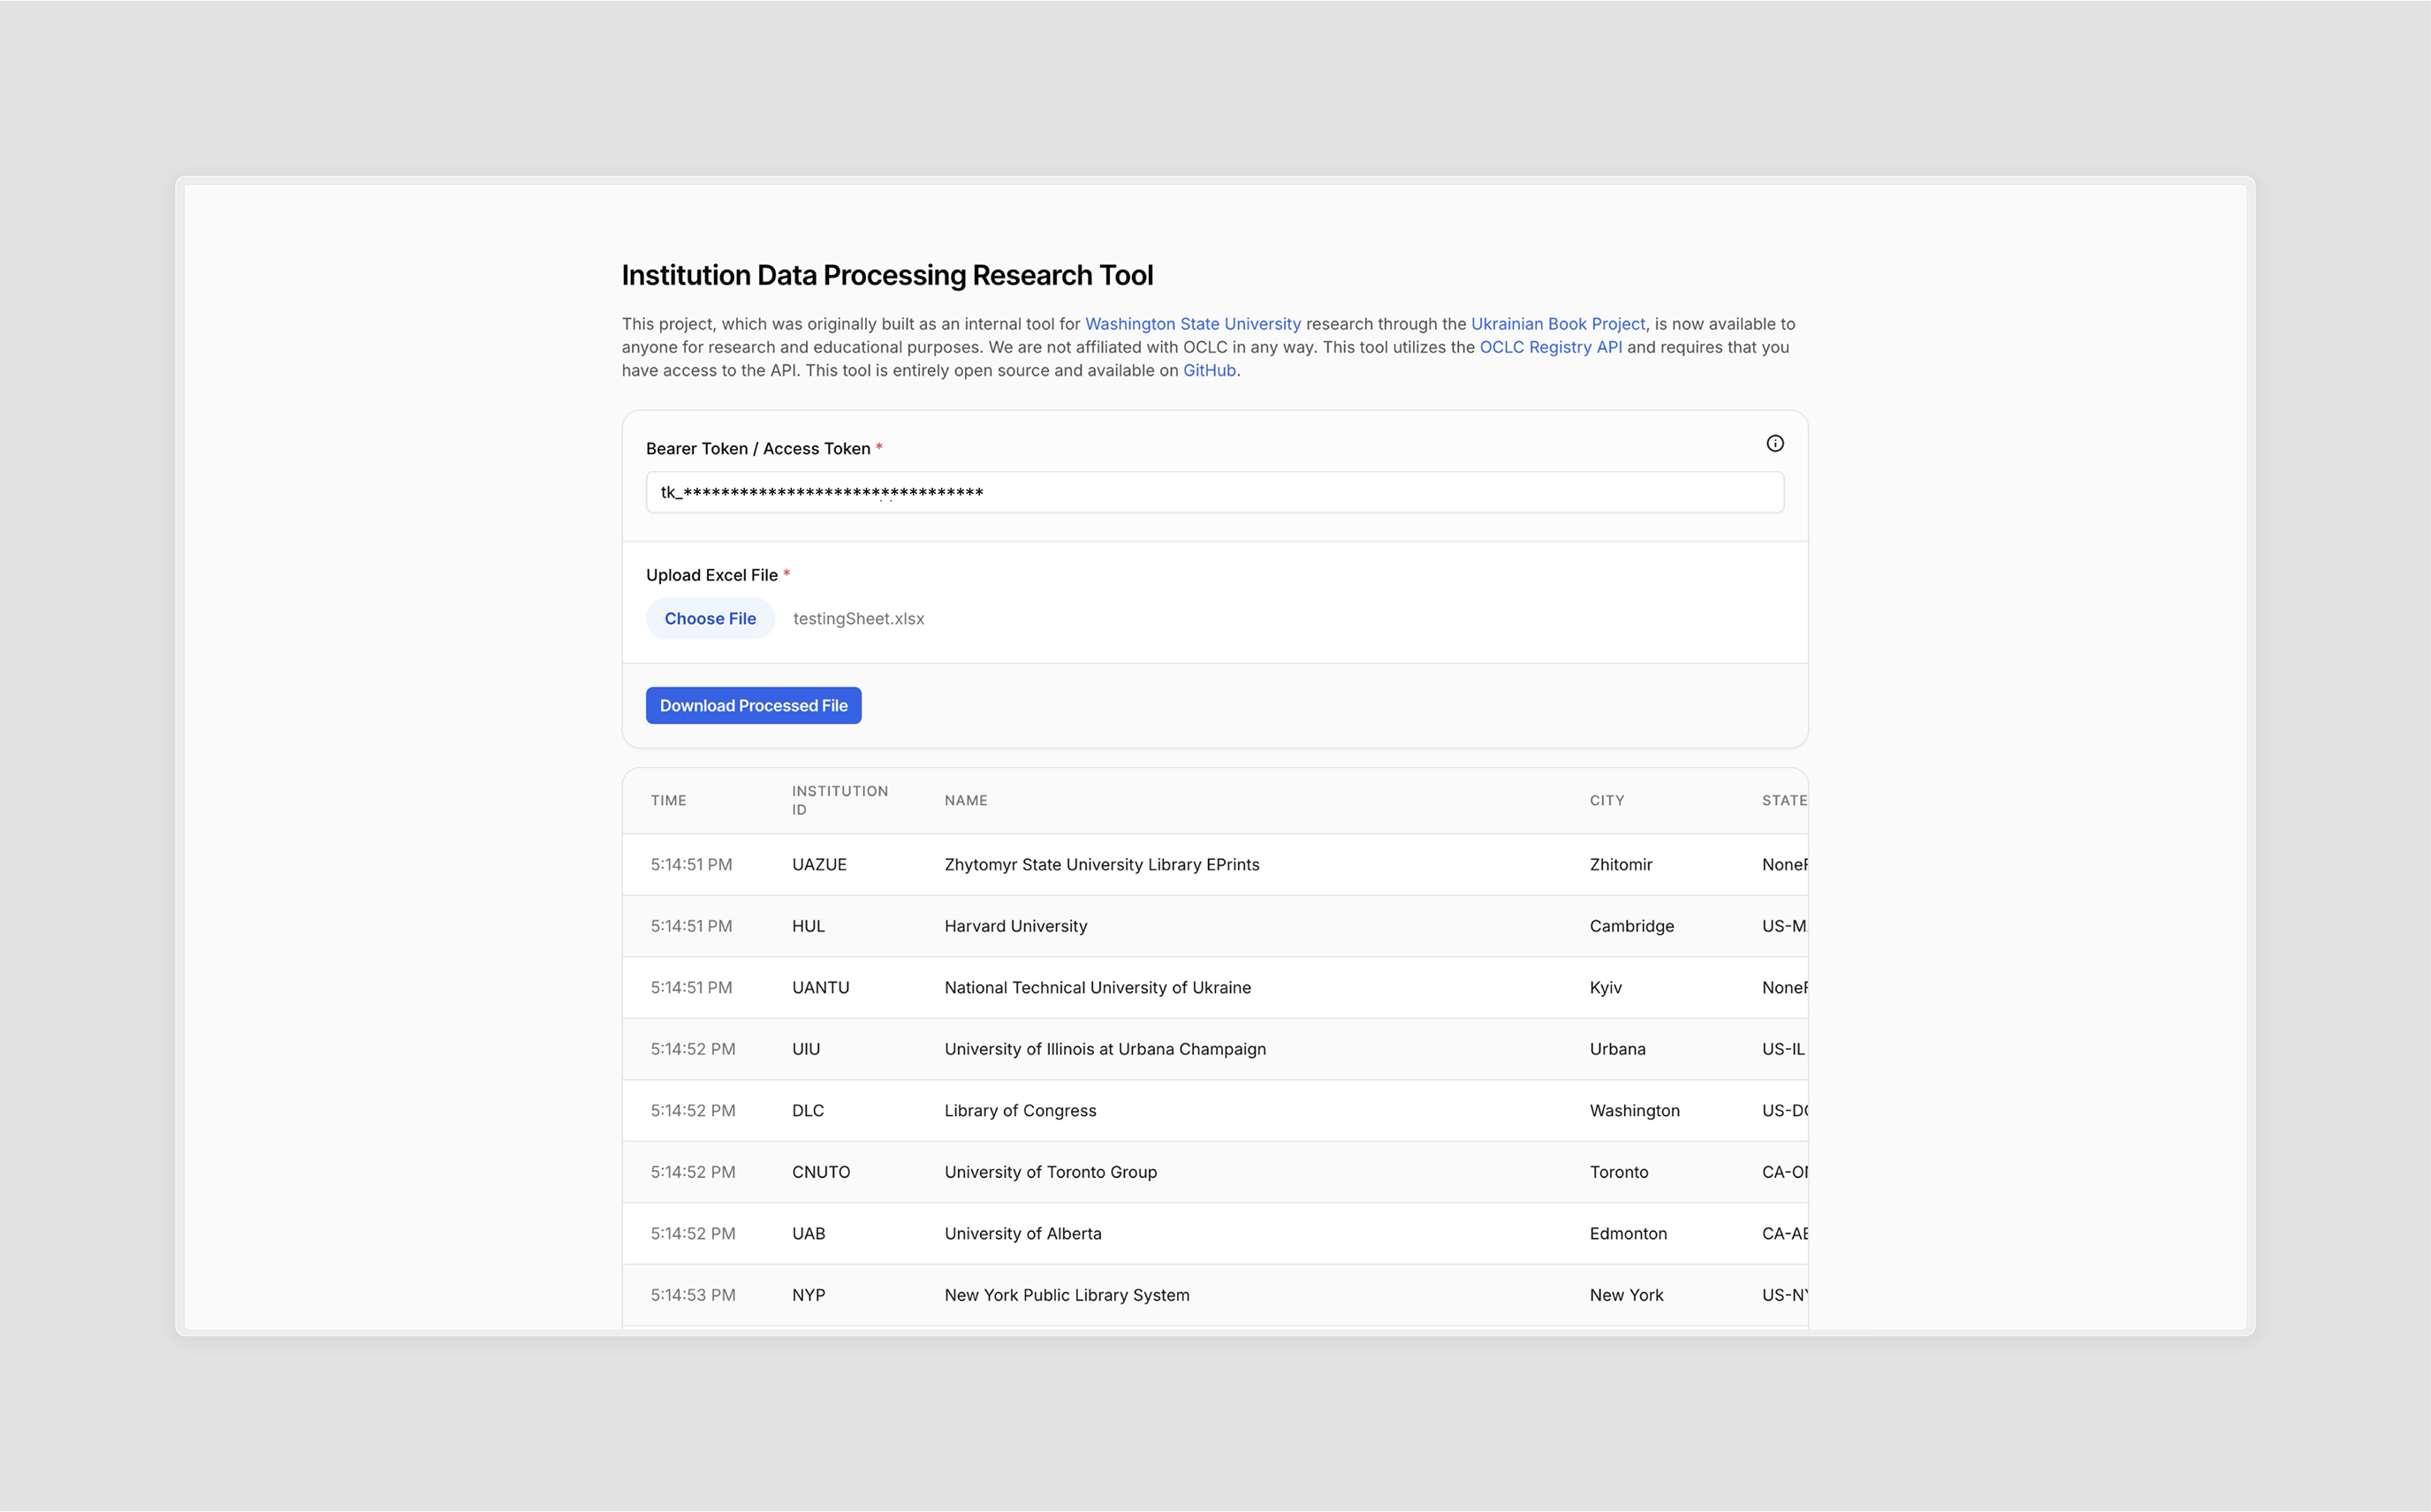 Institution Data Processing Research Tool
This project, which was originally built as an internal tool for Washington State University research through the Ukrainian Book Project, is now available to
anyone for research and educational purposes. We are not affiliated with OCLC in any way. This tool utilizes the OCLC Registry API and requires that you
have access to the API. This tool is entirely open source and available on GitHub.
Bearer Token / Access Token *
tk_********************************
Upload Excel File *
Choose File testingSheet.xlsx
Download Processed File
TIME INSTITUTION ID NAME CITY STATE
5:14:51 PM UAZUE Zhytomyr State University Library EPrints Zhitomir
5:14:51 PM HUL Harvard University Cambridge
5:14:51 PM UANTU National Technical University of Ukraine Kyiv
5:14:52 PM UIU University of Illinois at Urbana Champaign Urbana US-IL
5:14:52 PM DLC Library of Congress Washington
5:14:52 PM CNUTO University of Toronto Group Toronto
5:14:52 PM UAB University of Alberta Edmonton
5:14:53 PM NYP New York Public Library System New York